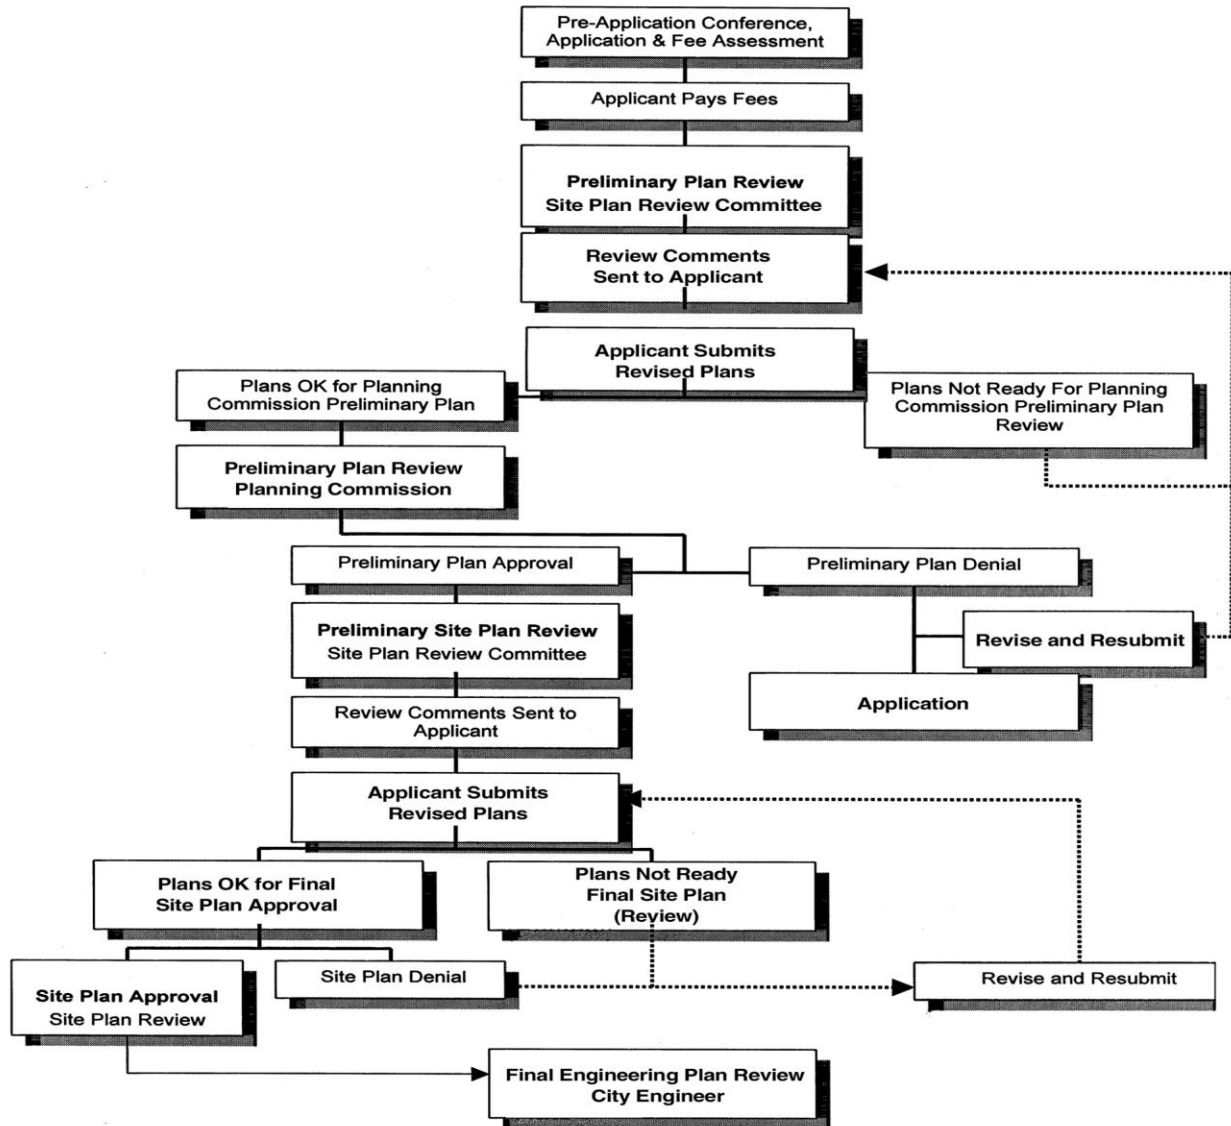 Pre-Application Conference,
Application & Fee Assessment
Applicant Pays Fees
Preliminary Plan Review
Site Plan Review Committee
Review Comments
Sent to Applicant
Applicant Submits
Revised Plans
Plans OK for Planning
Commission Preliminary Plan
Plans Not Ready For Planning
Commission Preliminary Plan
Review
Preliminary Plan Review
Planning Commission
Preliminary Plan Approval
Preliminary Plan Denial
Preliminary Site Plan Review
Site Plan Review Committee
Revise and Resubmit
Application
Review Comments Sent to
Applicant
Applicant Submits
Revised Plans
Plans OK for Final
Site Plan Approval
Plans Not Ready
Final Site Plan
(Review)
Site Plan Approval
Site Plan Review
Site Plan Denial
Revise and Resubmit
Final Engineering Plan Review
City Engineer